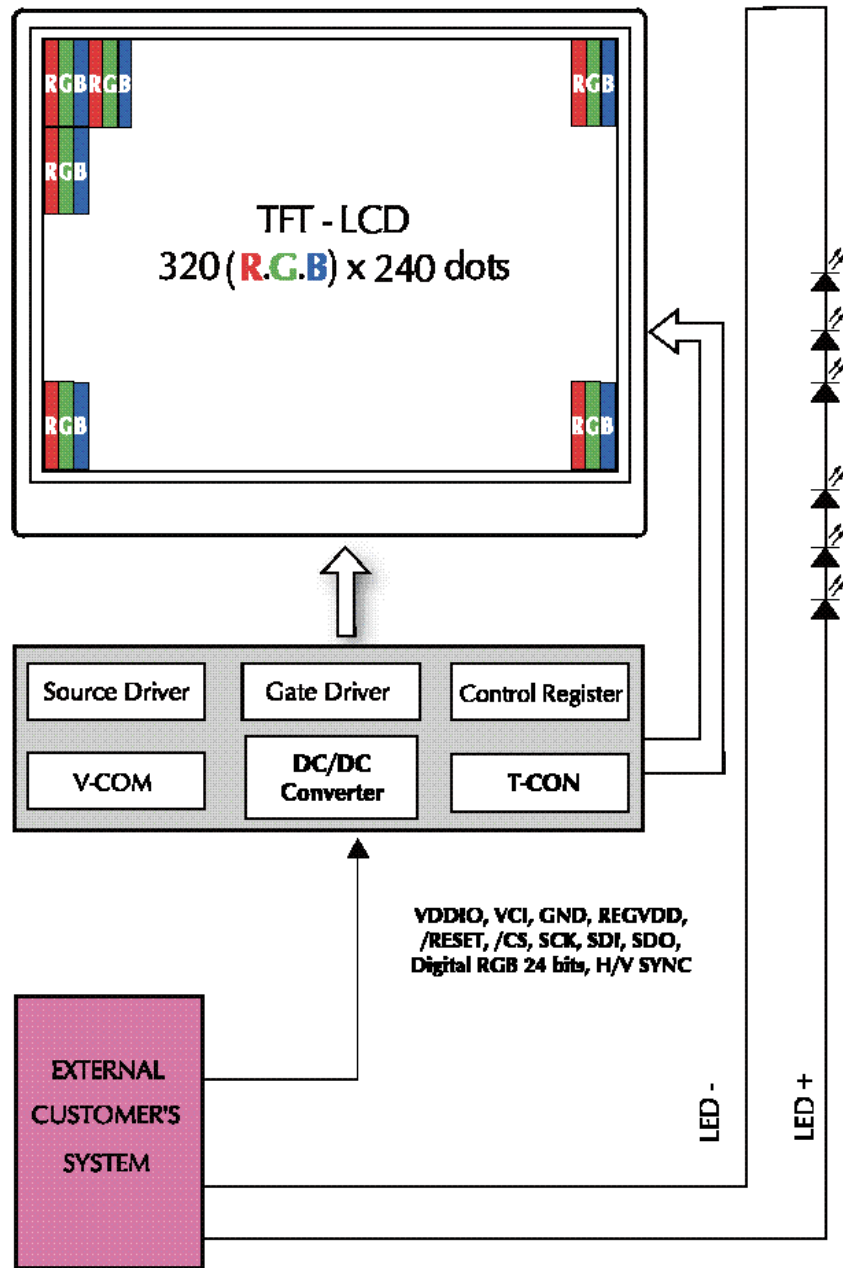 RGBRGB
RGB
RGB
TFT - LCD
320 (R.G.B) x 240 dots
RGB
RGB
Source Driver
Gate Driver
Control Register
V-COM
DC/DC
Converter
T-CON
VDDIO, VCI, GND, REGVDD,
/RESET, /CS, SCK, SDI, SDO,
Digital RGB 24 bits, H/V SYNC
EXTERNAL
CUSTOMER'S
SYSTEM
LED -
LED +